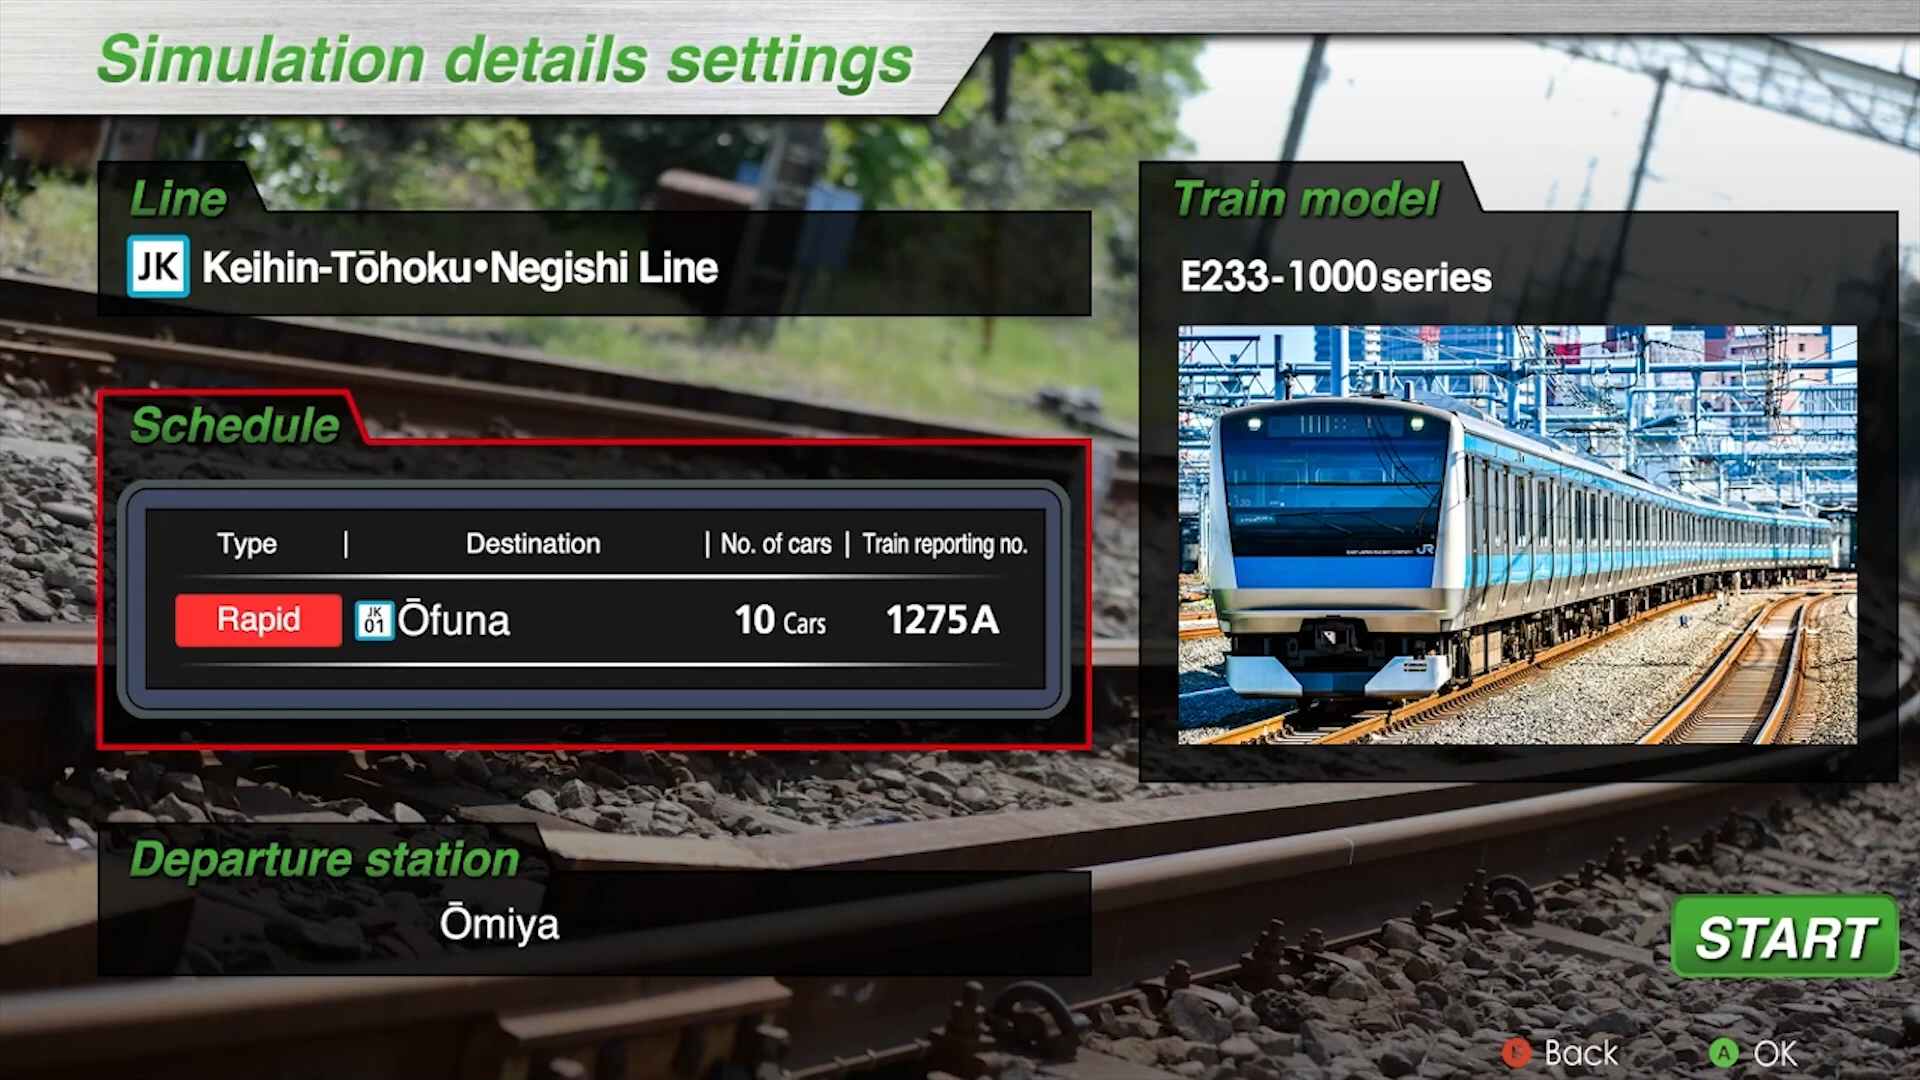 Simulation details settings
Line
JK Keihin-Tōhoku•Negishi Line
Schedule
Type | Destination | No. of cars | Train reporting no.
Rapid JK 01 Ōfuna 10 Cars 1275A
Departure station
Ōmiya
Train model
E233-1000series
JR
START
Back
A OK